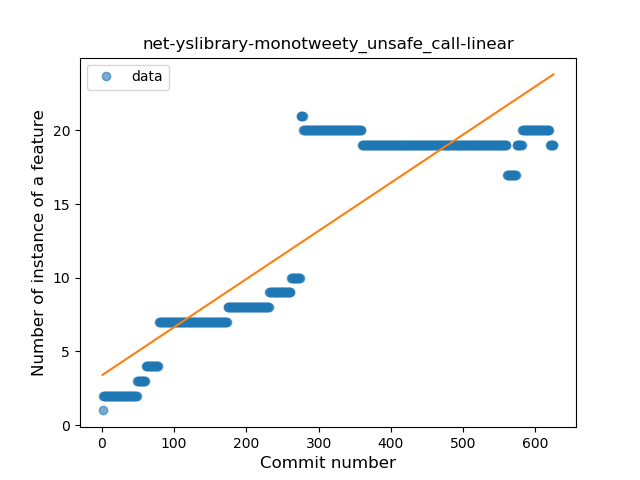 net-yslibrary-monotweety_unsafe_call-linear
data
Number of instance of a feature
20
15
10
5
0
0 100 200 300 400 500 600
Commit number